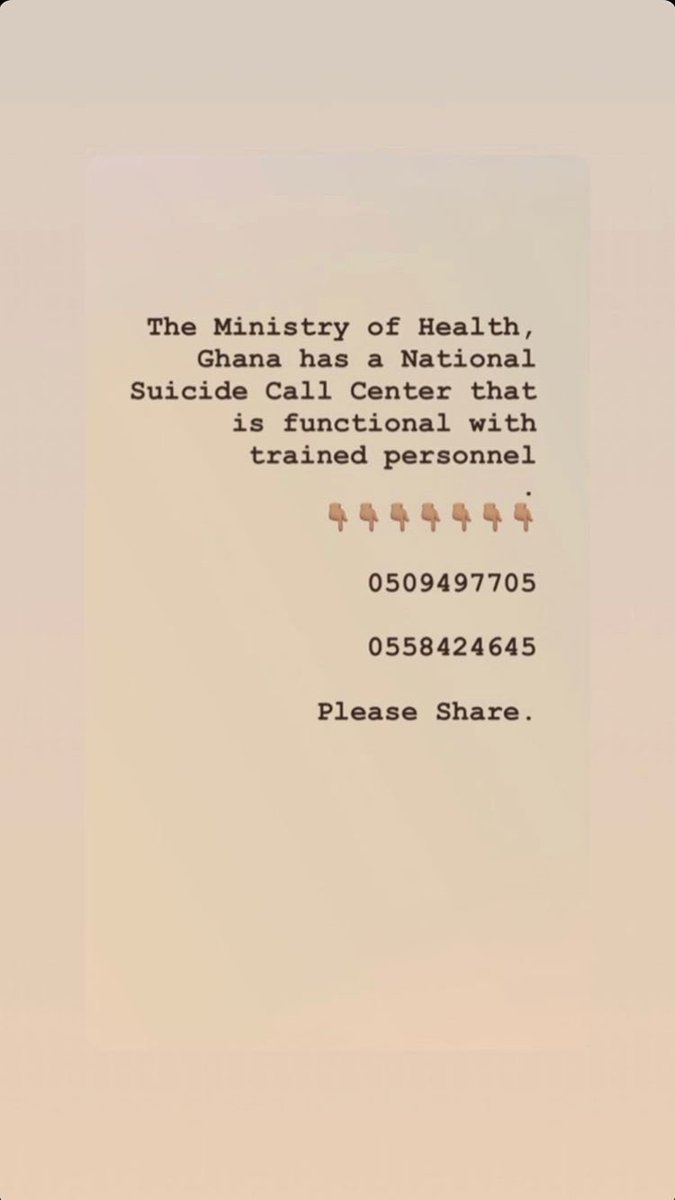 The Ministry of Health,
Ghana has a National
Suicide Call Center that
is functional with
trained personnel
.
👇🏽👇🏽👇🏽👇🏽👇🏽👇🏽👇🏽
0509497705
0558424645
Please Share.